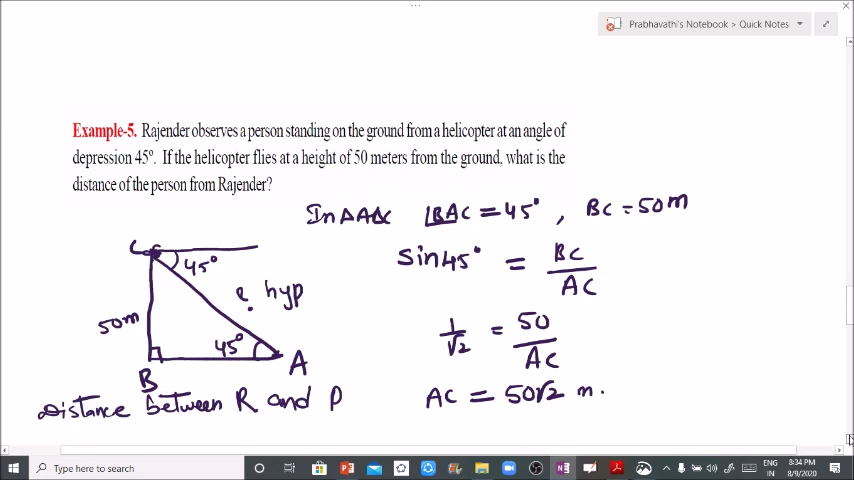 Prabhavathi's Notebook > Quick Notes
Example-5. Rajender observes a person standing on the ground from a helicopter at an angle of
depression 45º. If the helicopter flies at a height of 50 meters from the ground, what is the
distance of the person from Rajender?
∠BAC = 45°, BC = 50m
C
45°
sin45° = BC/AC
hyp
50m
1/√2 = 50/AC
45°
B
A
Distance between R and P
AC = 50√2 m.
Type here to search
ENG
IN
8:34 PM
8/9/2020